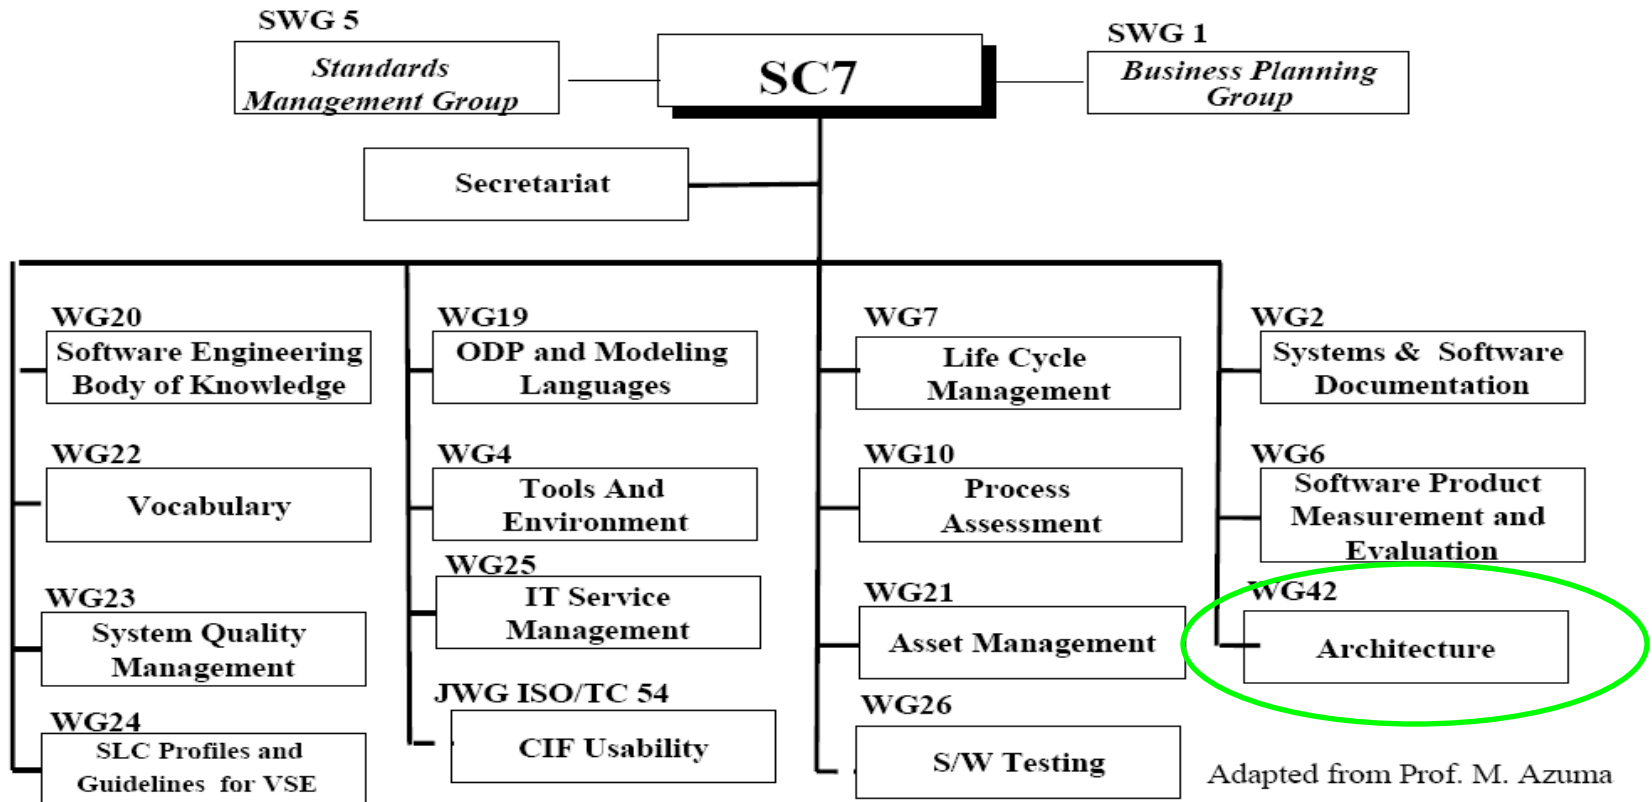 SWG 5
Standards
Management Group
SC7
SWG 1
Business Planning
Group
Secretariat
WG20
Software Engineering
Body of Knowledge
WG19
ODP and Modeling
Languages
WG7
Life Cycle
Management
WG2
Systems & Software
Documentation
WG22
Vocabulary
WG4
Tools And
Environment
WG10
Process
Assessment
WG6
Software Product
Measurement and
Evaluation
WG23
System Quality
Management
WG25
IT Service
Management
WG21
Asset Management
WG42
Architecture
WG24
SLC Profiles and
Guidelines for VSE
JWG ISO/TC 54
CIF Usability
WG26
S/W Testing
Adapted from Prof. M. Azuma